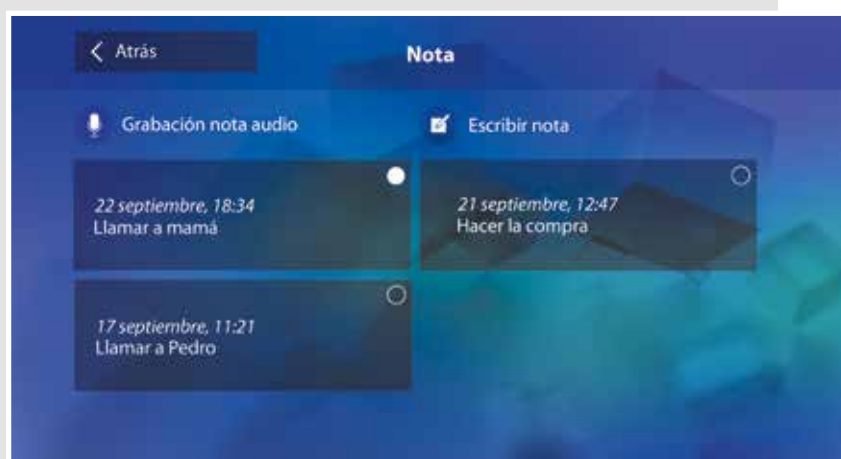 Atrás
Nota
Grabación nota audio
Escribir nota
22 septiembre, 18:34
Llamar a mamá
21 septiembre, 12:47
Hacer la compra
17 septiembre, 11:21
Llamar a Pedro